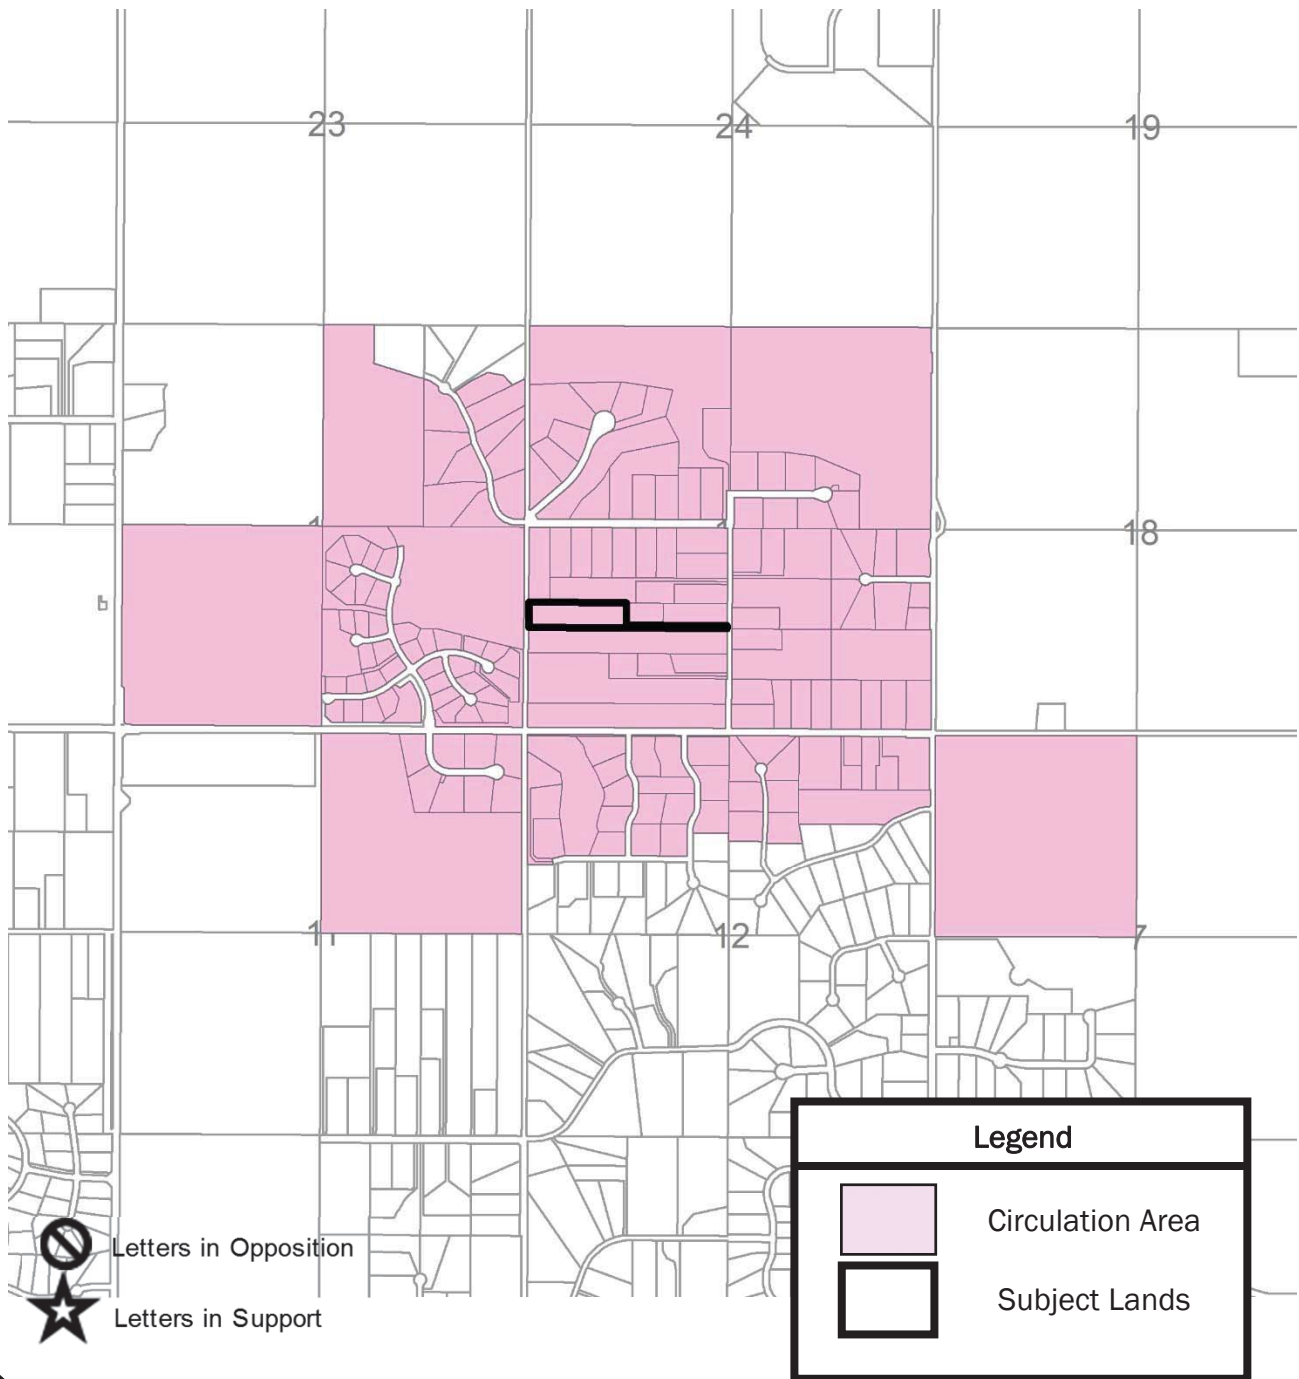 23
24
19
18
11
12
7
Legend
Circulation Area
Subject Lands
Letters in Opposition
Letters in Support